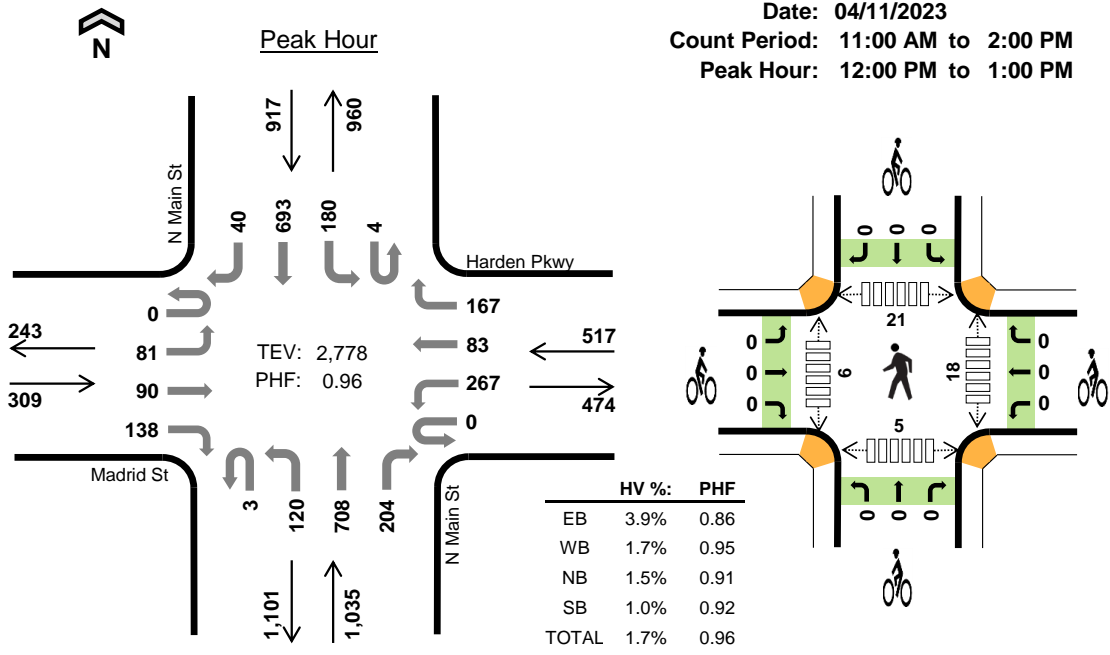 Date: 04/11/2023
Count Period: 11:00 AM to 2:00 PM
Peak Hour: 12:00 PM to 1:00 PM
N
Peak Hour
917
960
N Main St
40
693
180
4
Harden Pkwy
0
81
90
138
243
309
TEV: 2,778
PHF: 0.96
167
83
267
0
517
474
Madrid St
3
120
708
204
N Main St
1,101
1,035
HV %: PHF
EB 3.9% 0.86
WB 1.7% 0.95
NB 1.5% 0.91
SB 1.0% 0.92
TOTAL 1.7% 0.96
0 0 0
21
0
0
0
6
18
0
0
0
5
0 0 0